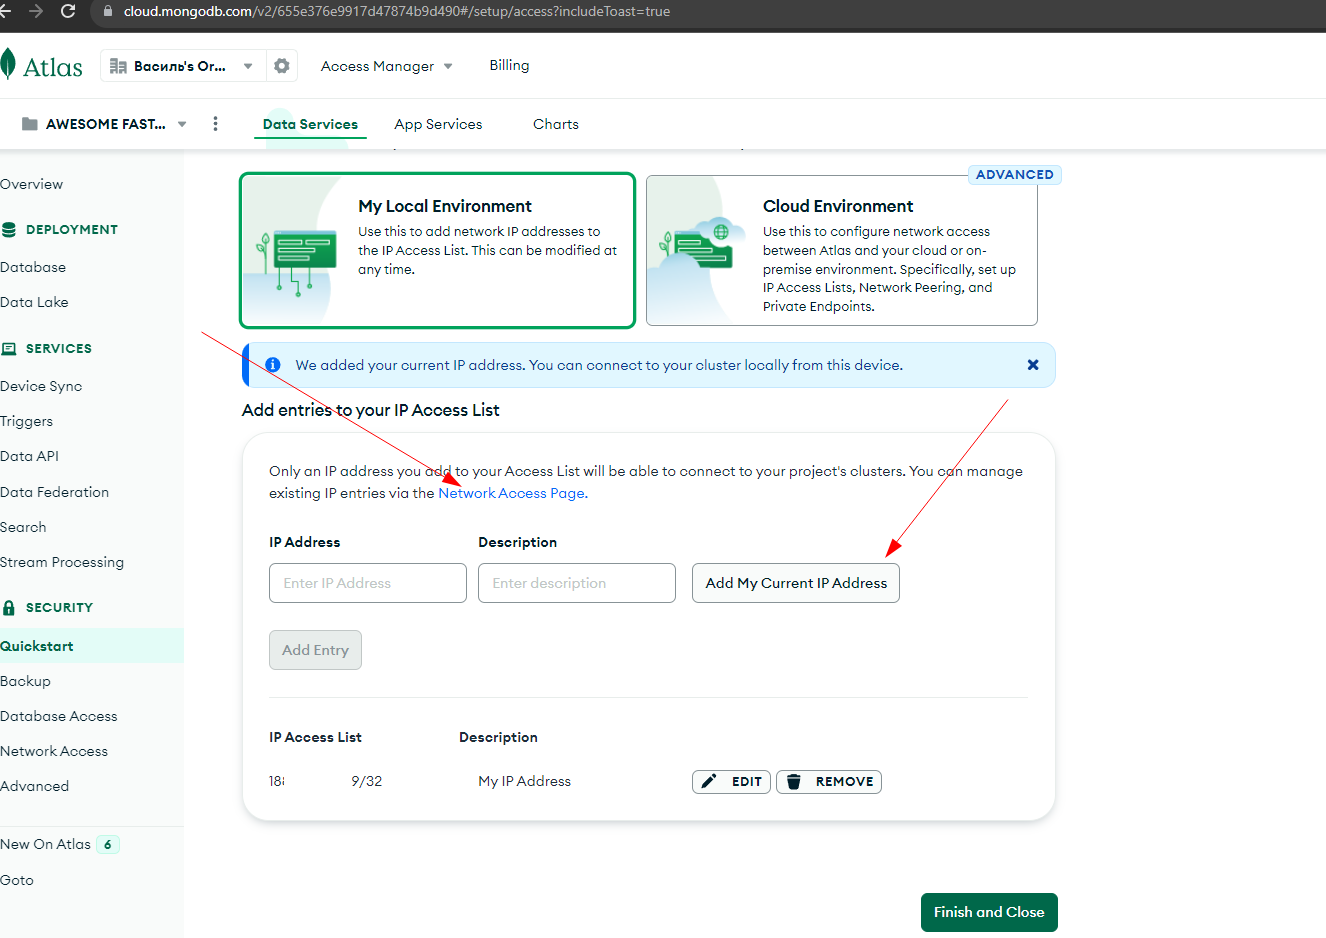 cloud.mongodb.com/v2/655e376e9917d47874b9d490#/setup/access?includeToast=true
Atlas
Василь's Or...
Access Manager
Billing
AWESOME FAST...
Data Services
App Services
Charts
Overview
DEPLOYMENT
Database
Data Lake
SERVICES
Device Sync
Triggers
Data API
Data Federation
Search
Stream Processing
SECURITY
Quickstart
Backup
Database Access
Network Access
Advanced
New On Atlas 6
Goto
My Local Environment
Use this to add network IP addresses to
the IP Access List. This can be modified at
any time.
ADVANCED
Cloud Environment
Use this to configure network access
between Atlas and your cloud or on-
premise environment. Specifically, set up
IP Access Lists, Network Peering, and
Private Endpoints.
We added your current IP address. You can connect to your cluster locally from this device.
Add entries to your IP Access List
Only an IP address you add to your Access List will be able to connect to your project's clusters. You can manage
existing IP entries via the Network Access Page.
IP Address
Description
Enter IP Address
Enter description
Add My Current IP Address
Add Entry
IP Access List
Description
9/32
My IP Address
EDIT
REMOVE
Finish and Close